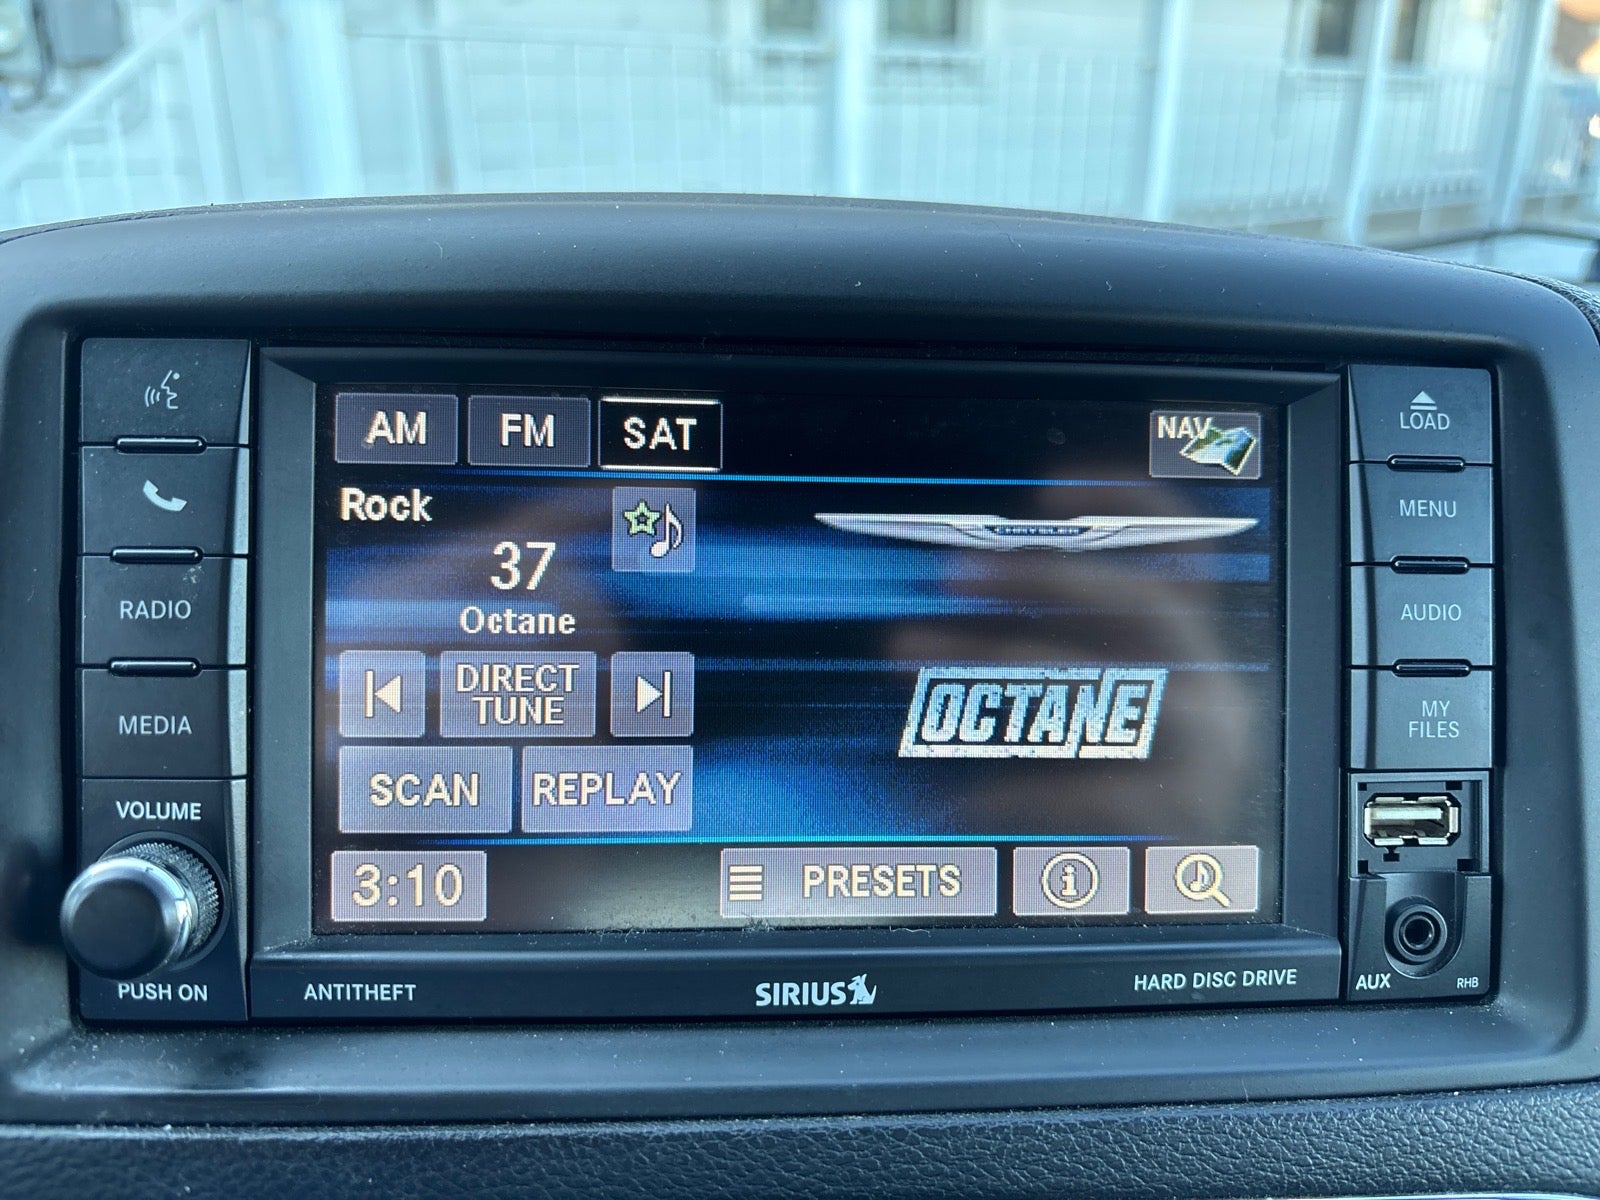 AM FM SAT NAV
Rock
CHRYSLER
37
Octane
DIRECT
TUNE
OCTANE
SCAN REPLAY
3:10 PRESETS
RADIO
MEDIA
VOLUME
PUSH ON
LOAD
MENU
AUDIO
MY
FILES
AUX RHB
ANTITHEFT SIRIUS HARD DISC DRIVE